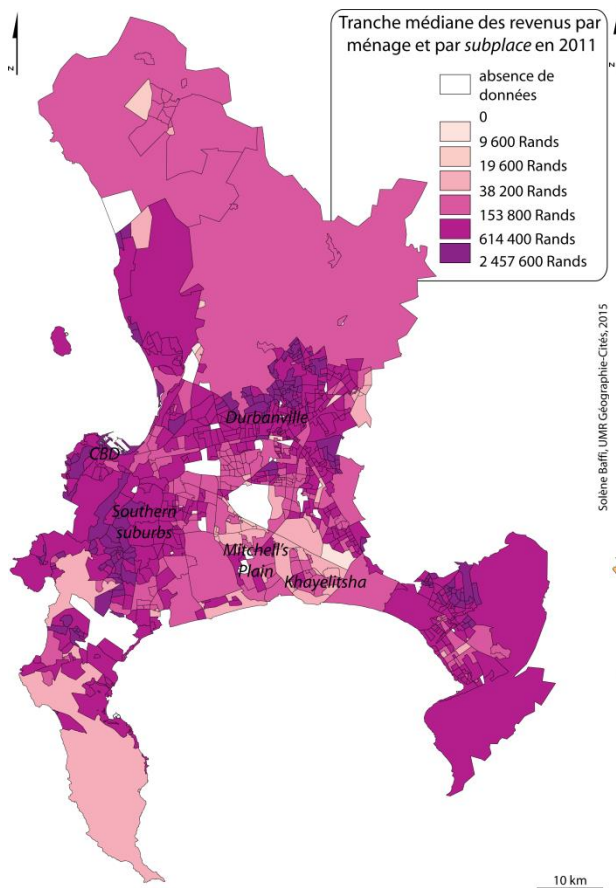 Tranche médiane des revenus par
ménage et par subplace en 2011
absence de
données
0
9 600 Rands
19 600 Rands
38 200 Rands
153 800 Rands
614 400 Rands
2 457 600 Rands
N
N
Solène Baffi, UMR Géographie-Cités, 2015
Durbanville
CBD
Southern
suburbs
Mitchell's
Plain
Khayelitsha
10 km